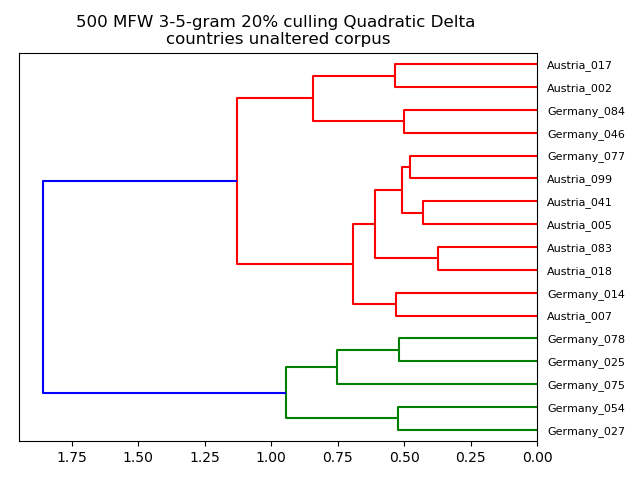 500 MFW 3-5-gram 20% culling Quadratic Delta
countries unaltered corpus
Austria_017
Austria_002
Germany_084
Germany_046
Germany_077
Austria_099
Austria_041
Austria_005
Austria_083
Austria_018
Germany_014
Austria_007
Germany_078
Germany_025
Germany_075
Germany_054
Germany_027
1.75 1.50 1.25 1.00 0.75 0.50 0.25 0.00